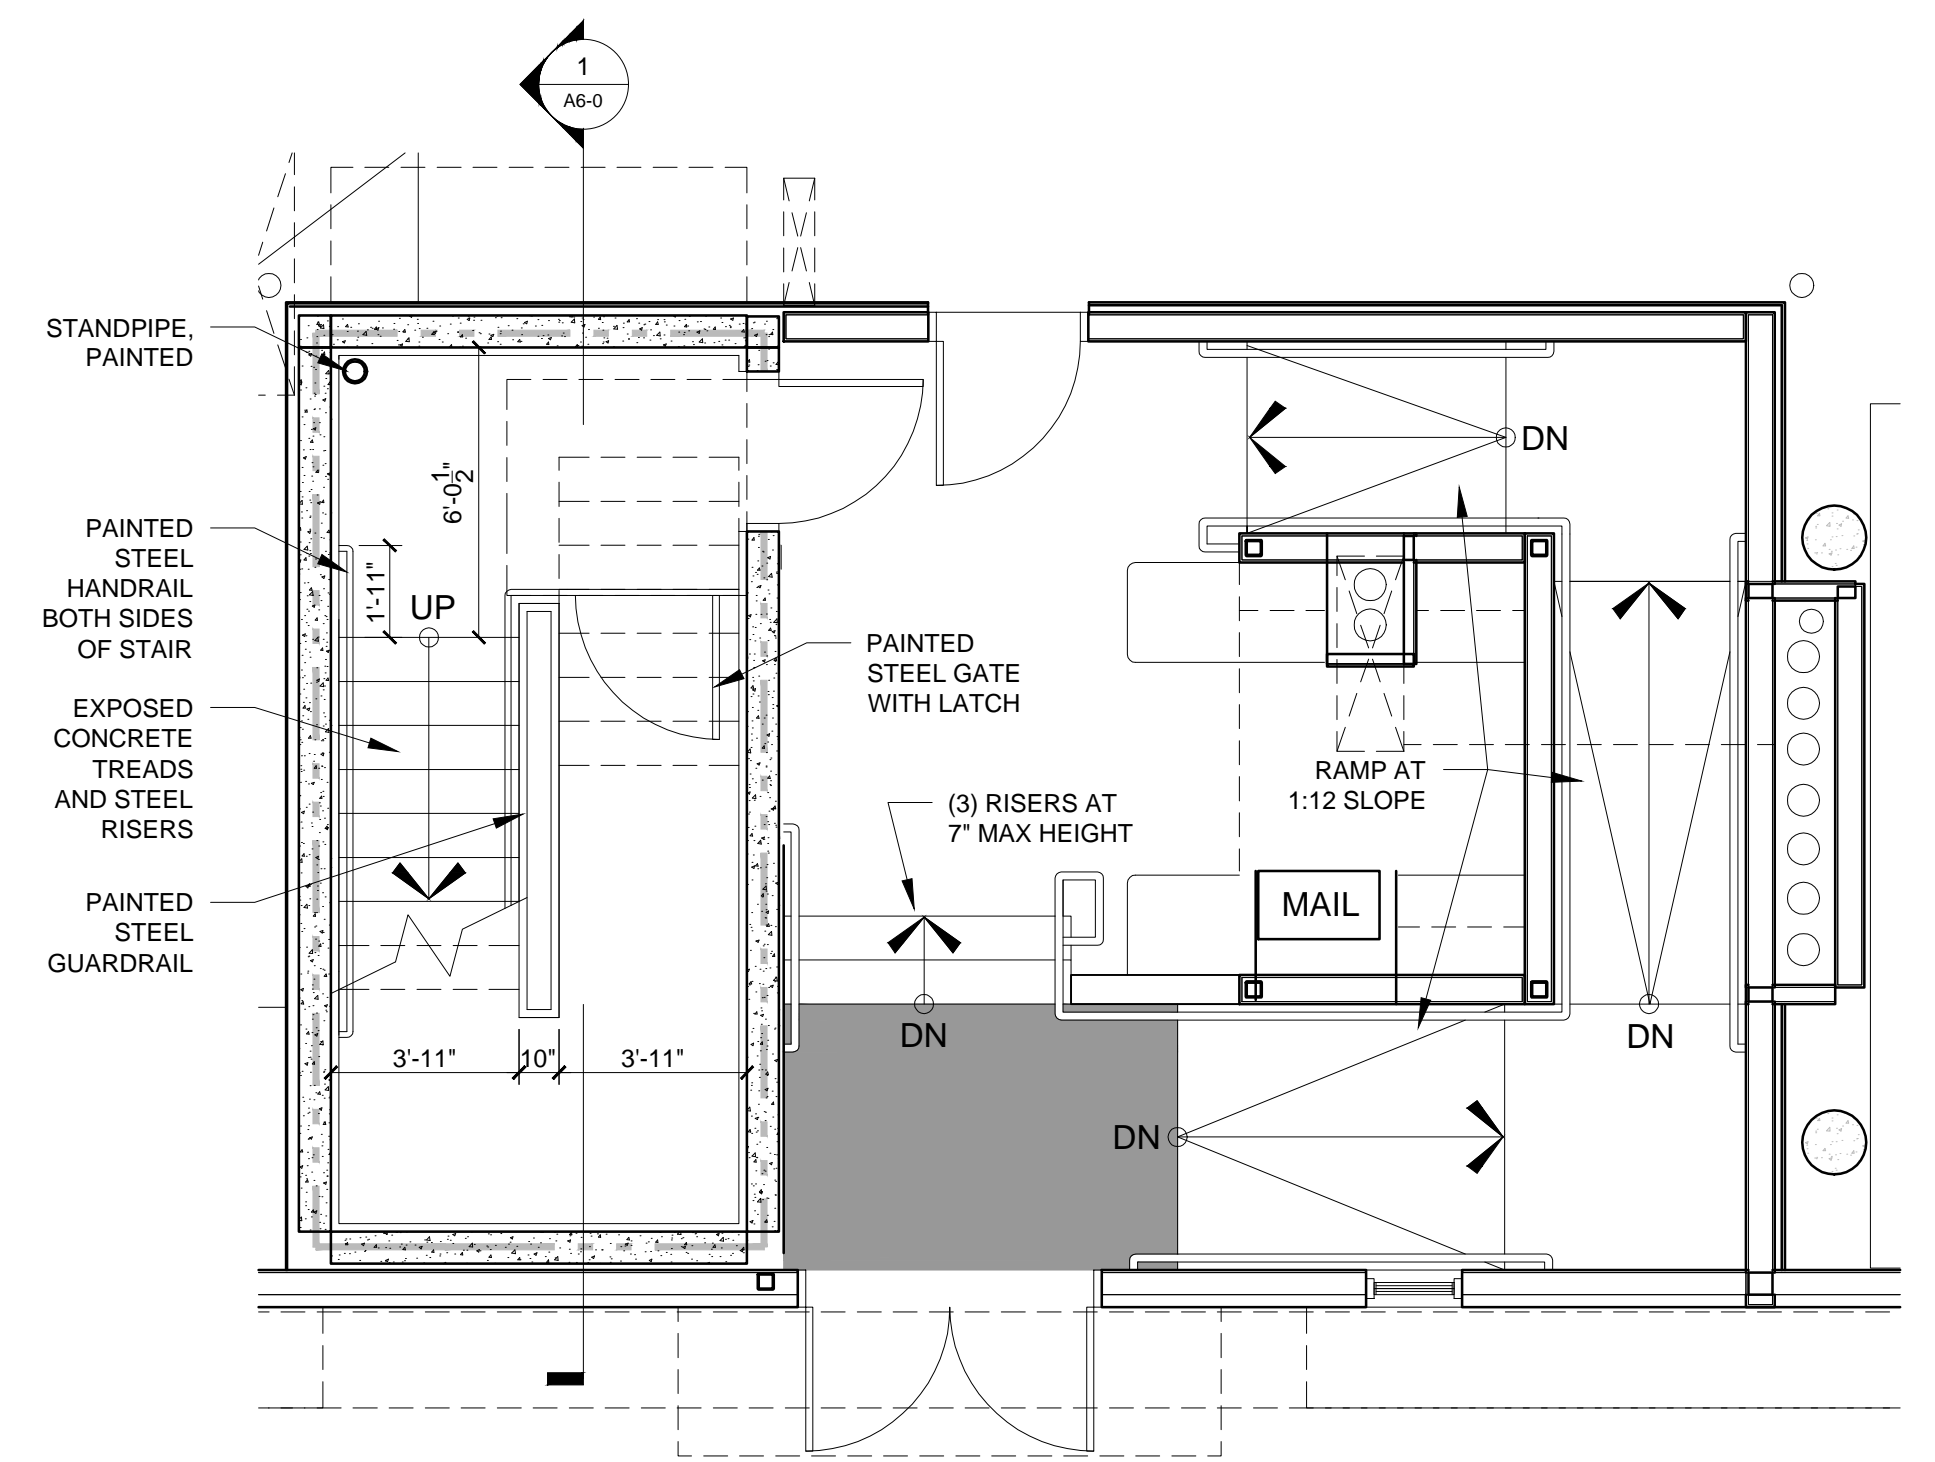 1
A6-0
STANDPIPE,
PAINTED
DN
6'-0 1/2"
PAINTED
STEEL
HANDRAIL
BOTH SIDES
OF STAIR
1'-11"
UP
PAINTED
STEEL GATE
WITH LATCH
EXPOSED
CONCRETE
TREADS
AND STEEL
RISERS
RAMP AT
1:12 SLOPE
(3) RISERS AT
7" MAX HEIGHT
PAINTED
STEEL
GUARDRAIL
MAIL
DN
DN
3'-11"
10"
3'-11"
DN